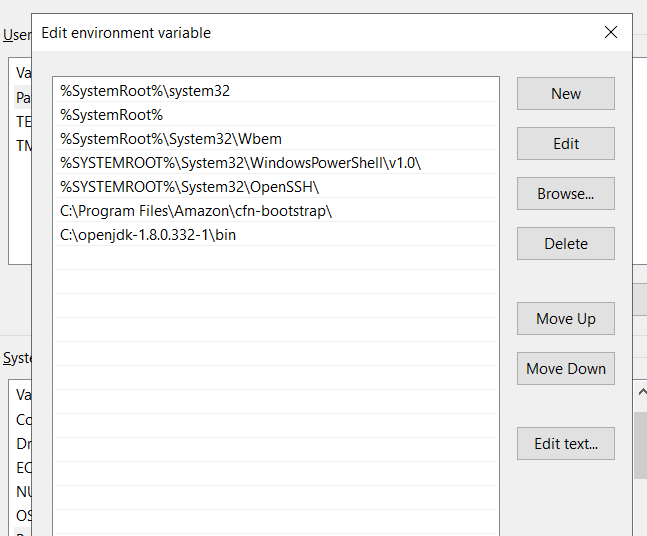 Edit environment variable
User
Va
Pa
TE
TM
%SystemRoot%\system32
%SystemRoot%
%SystemRoot%\System32\Wbem
%SYSTEMROOT%\System32\WindowsPowerShell\v1.0\
%SYSTEMROOT%\System32\OpenSSH\
C:\Program Files\Amazon\cfn-bootstrap\
C:\openjdk-1.8.0.332-1\bin
New
Edit
Browse...
Delete
Move Up
Move Down
Edit text...
Syste
Va
Co
Dr
EC
NU
OS